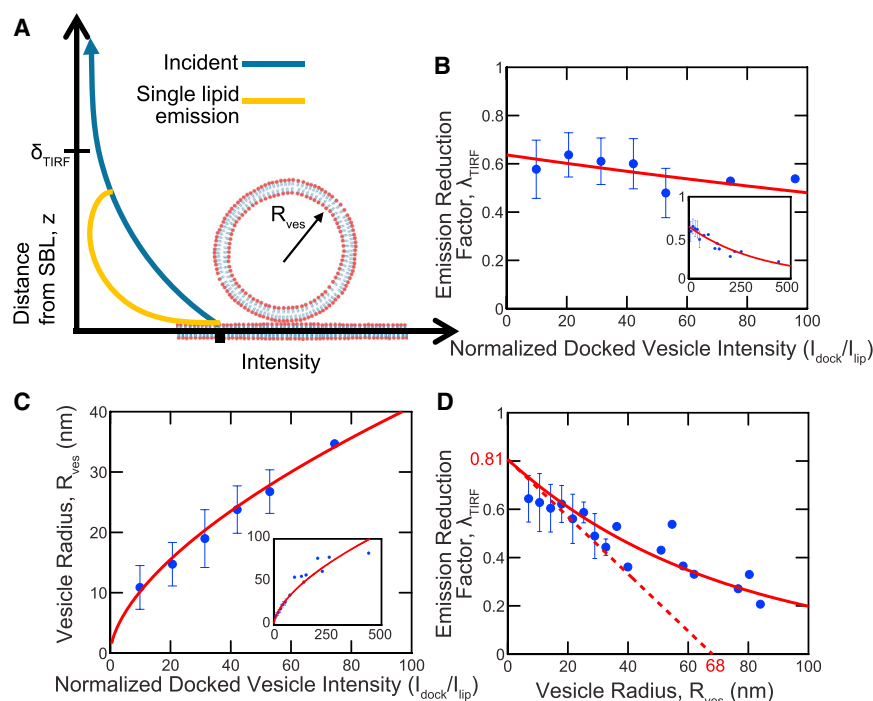 A
Incident
Single lipid
emission
δTIRF
Distance
from SBL, z
Rves
Intensity
B
Emission Reduction
Factor, λTIRF
1
0.8
0.6
0.4
0.2
0
0 20 40 60 80 100
1
0.5
0
0 250 500
Normalized Docked Vesicle Intensity (Idock/Ilip)
C
Vesicle Radius, Rves (nm)
40
30
20
10
0
0 20 40 60 80 100
100
50
0
0 250 500
Normalized Docked Vesicle Intensity (Idock/Ilip)
D
Emission Reduction
Factor, λTIRF
1
0.81
0.8
0.6
0.4
0.2
0
0 20 40 60 68 80 100
Vesicle Radius, Rves (nm)